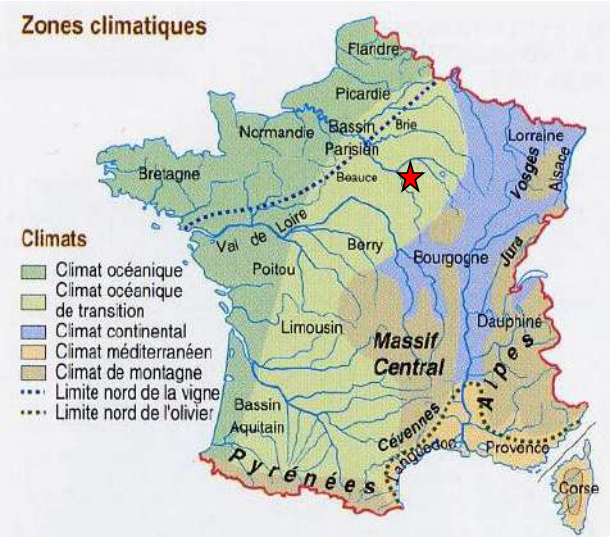 Zones climatiques
Flandre
Picardie
Normandie
Bassin
Parisien
Brie
Lorraine
Vosges
Alsace
Bretagne
Beauce
Val de Loire
Berry
Bourgogne
Jura
Poitou
Climats
Climat océanique
Climat océanique
de transition
Climat continental
Climat méditerranéen
Climat de montagne
Limite nord de la vigne
Limite nord de l'olivier
Limousin
Massif
Central
Dauphiné
Alpes
Bassin
Aquitain
Cévennes
Languedoc
Provence
Pyrénées
Corse